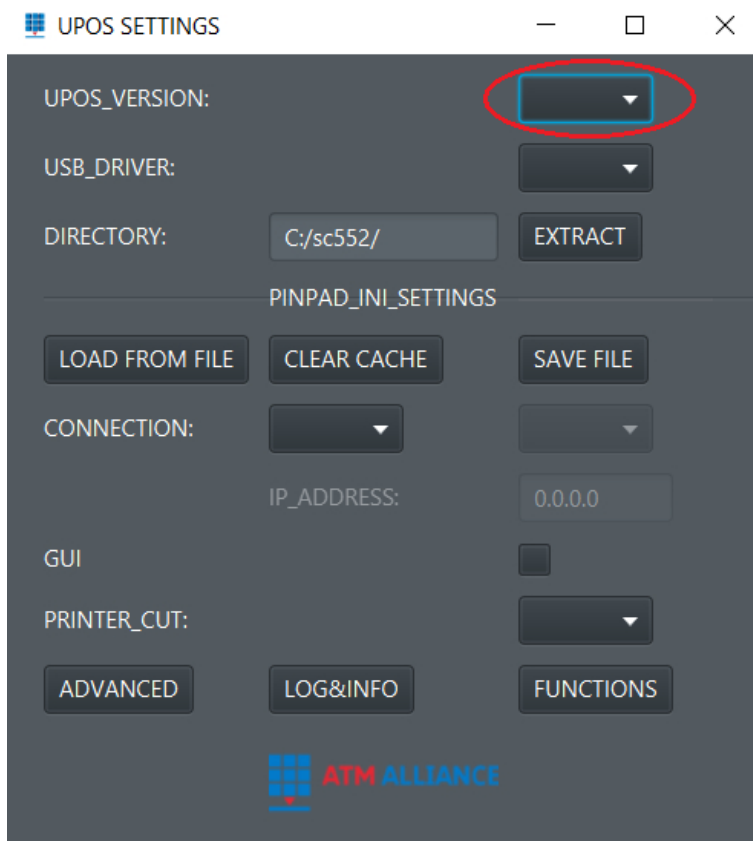 UPOS SETTINGS
UPOS_VERSION:
USB_DRIVER:
DIRECTORY: C:/sc552/ EXTRACT
PINPAD_INI_SETTINGS
LOAD FROM FILE CLEAR CACHE SAVE FILE
CONNECTION:
IP_ADDRESS: 0.0.0.0
GUI
PRINTER_CUT:
ADVANCED LOG&INFO FUNCTIONS
ATM ALLIANCE